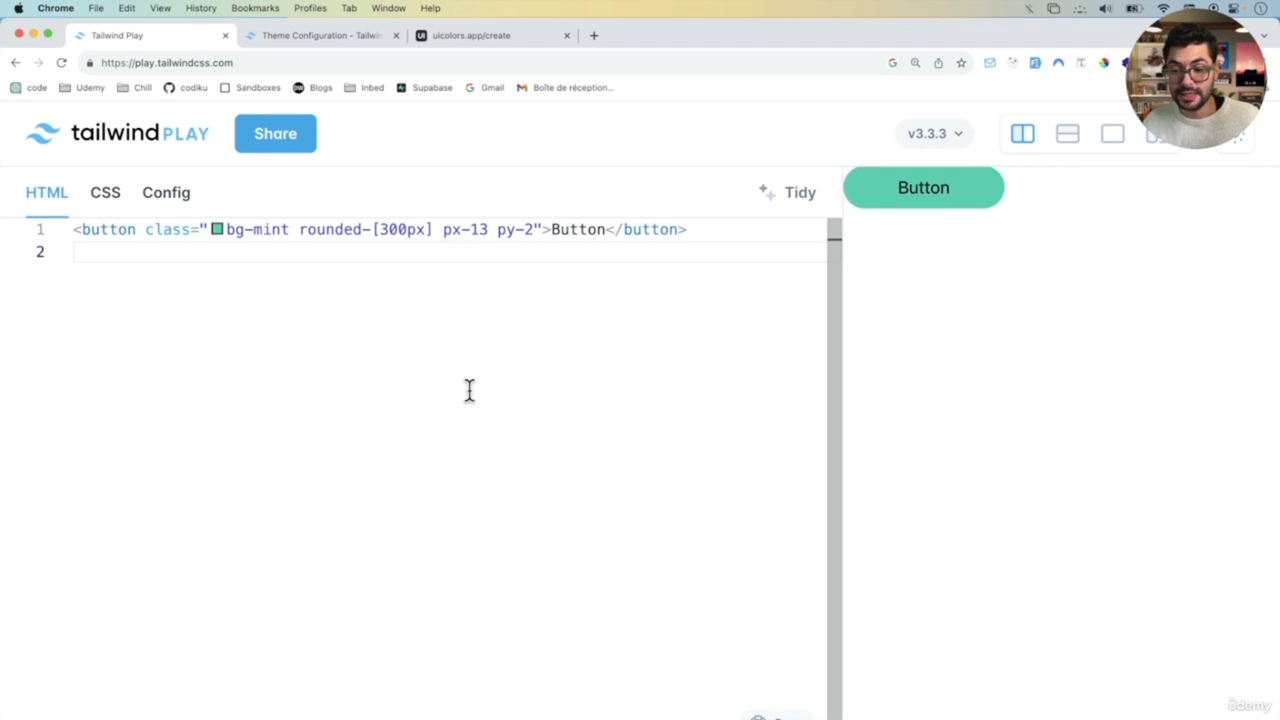 Chrome File Edit View History Bookmarks Profiles Tab Window Help
Tailwind Play
Theme Configuration - Tailwin
uicolors.app/create
https://play.tailwindcss.com
code Udemy Chill codiku Sandboxes Blogs Inbed Supabase Gmail Boîte de réception...
tailwind PLAY Share v3.3.3
HTML CSS Config Tidy
Button
1 <button class="bg-mint rounded-[300px] px-13 py-2">Button</button>
2
ûdemy